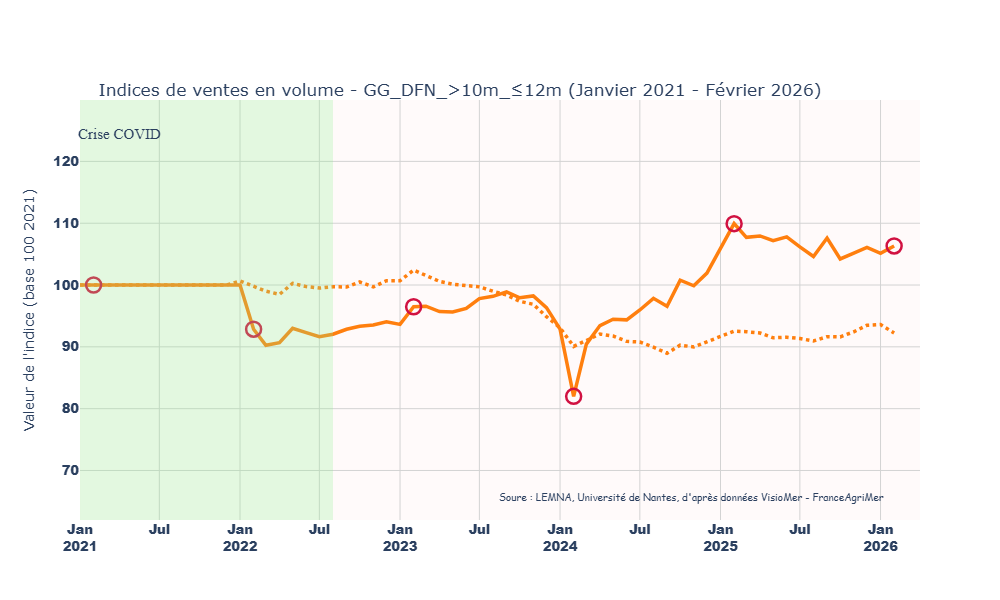 Indices de ventes en volume - GG_DFN_>10m_≤12m (Janvier 2021 - Février 2026)
Crise COVID
Valeur de l'indice (base 100 2021)
120
110
100
90
80
70
Soure : LEMNA, Université de Nantes, d'après données VisioMer - FranceAgriMer
Jan Jul Jan Jul Jan Jul Jan Jul Jan Jul Jan
2021 2022 2023 2024 2025 2026